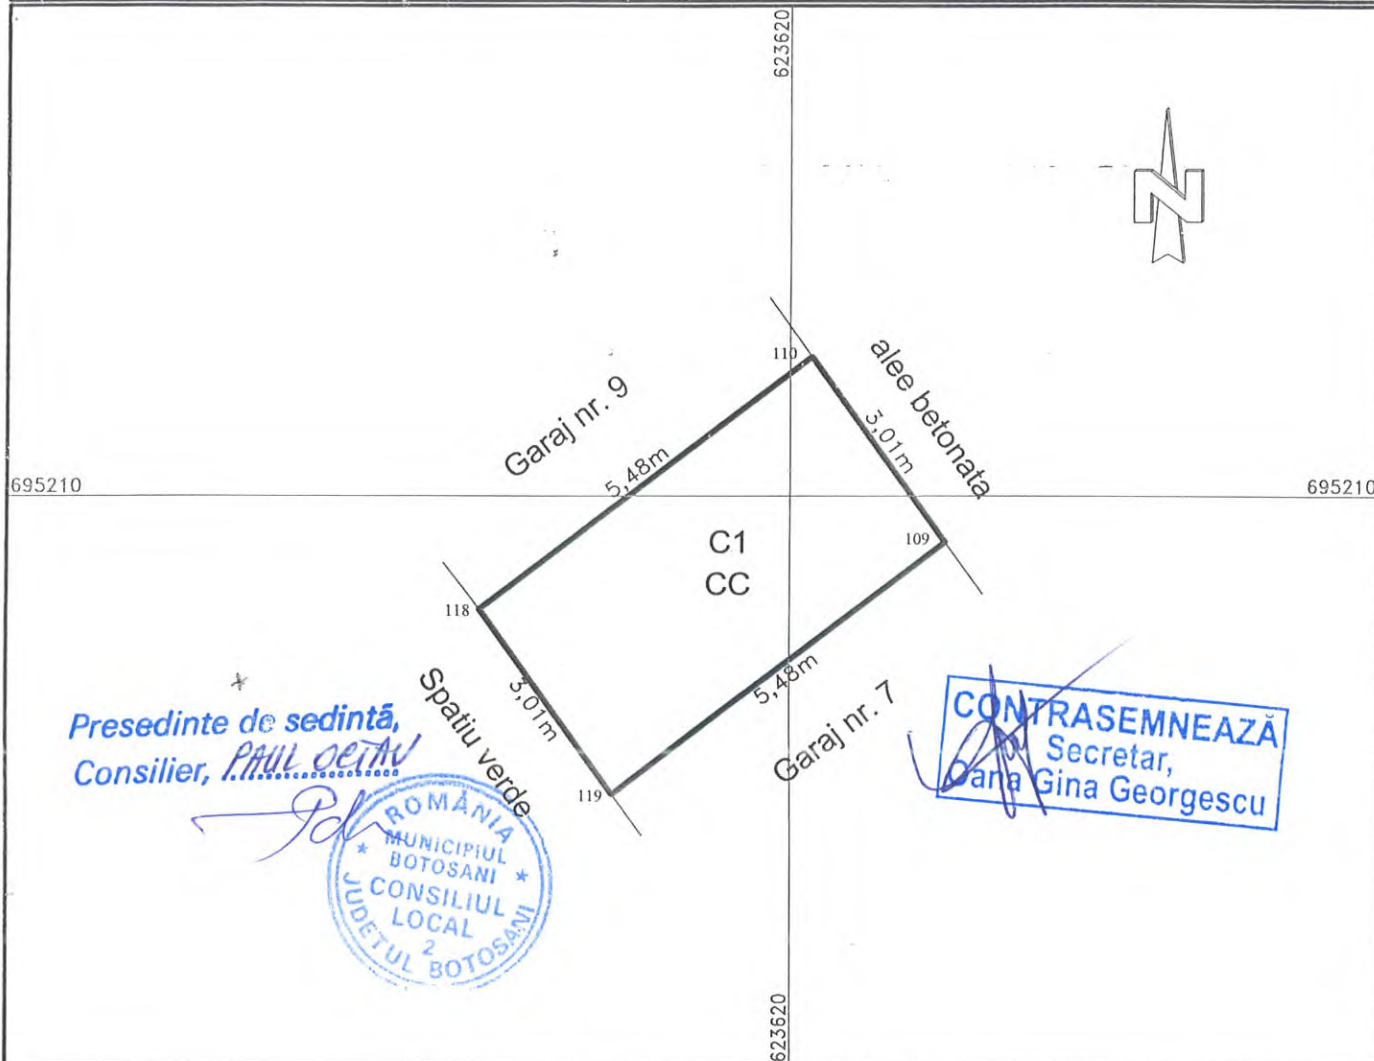 623620
N
110
alee betonata
Garaj nr. 9
3,01m
5,48m
695210
695210
C1
109
CC
118
Spatiu verde
3,01m
5,48m
Garaj nr. 7
119
Presedinte de sedintă,
Consilier, PAUL OCTAV
CONTRASEMNEAZĂ
Secretar,
Oana Gina Georgescu
ROMÂNIA
MUNICIPIUL
BOTOSANI
CONSILIUL
LOCAL
2
JUDETUL BOTOSANI
623620